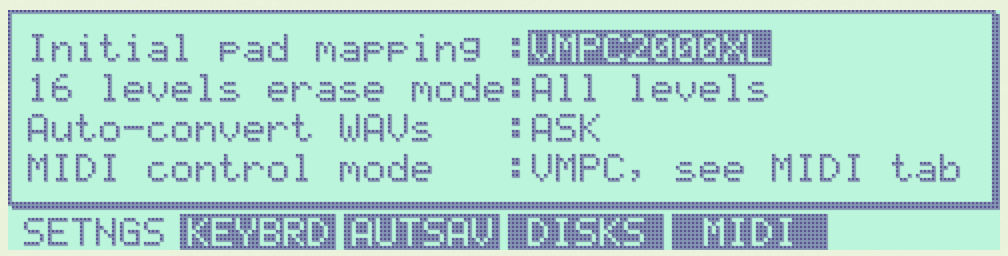 Initial pad mapping :VMPC2000XL
16 levels erase mode:All levels
Auto-convert WAVs :ASK
MIDI control mode :VMPC, see MIDI tab
SETNGS KEYBRD AUTSAV DISKS MIDI